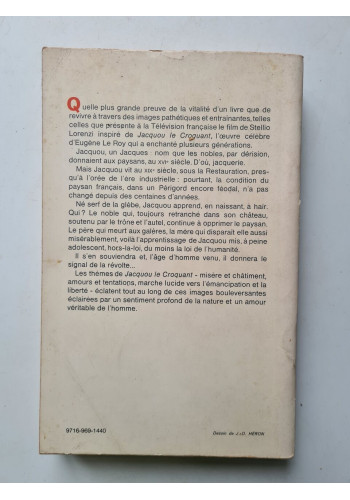 Quelle plus grande preuve de la vitalité d'un livre que de
revivre à travers des images pathétiques et entraînantes, telles
celles que présente à la Télévision française le film de Stellio
Lorenzi inspiré de Jacquou le Croquant, l'œuvre célèbre
d'Eugène Le Roy qui a enchanté plusieurs générations.
Jacquou, un Jacques : nom que les nobles, par dérision,
donnaient aux paysans, au XVIe siècle. D'où, jacquerie.
Mais Jacquou vit au XIXe siècle, sous la Restauration, pres-
qu'à l'orée de l'ère industrielle : pourtant, la condition du
paysan français, dans un Périgord encore féodal, n'a pas
changé depuis des centaines d'années.
Né serf de la glèbe, Jacquou apprend, en naissant, à haïr.
Qui ? Le noble qui, toujours retranché dans son château,
soutenu par le trône et l'autel, continue à opprimer le paysan.
Le père qui meurt aux galères, la mère qui disparaît elle aussi
misérablement, voilà l'apprentissage de Jacquou mis, à peine
adolescent, hors-la-loi, du moins la loi de l'humanité.
Il s'en souviendra et, l'âge d'homme venu, il donnera le
signal de la révolte...
Les thèmes de Jacquou le Croquant - misère et châtiment,
amours et tentations, marche lucide vers l'émancipation et la
liberté - éclatent tout au long de ces images bouleversantes
éclairées par un sentiment profond de la nature et un amour
véritable de l'homme.
9716-969-1440
Dessin de J.-O. HERON